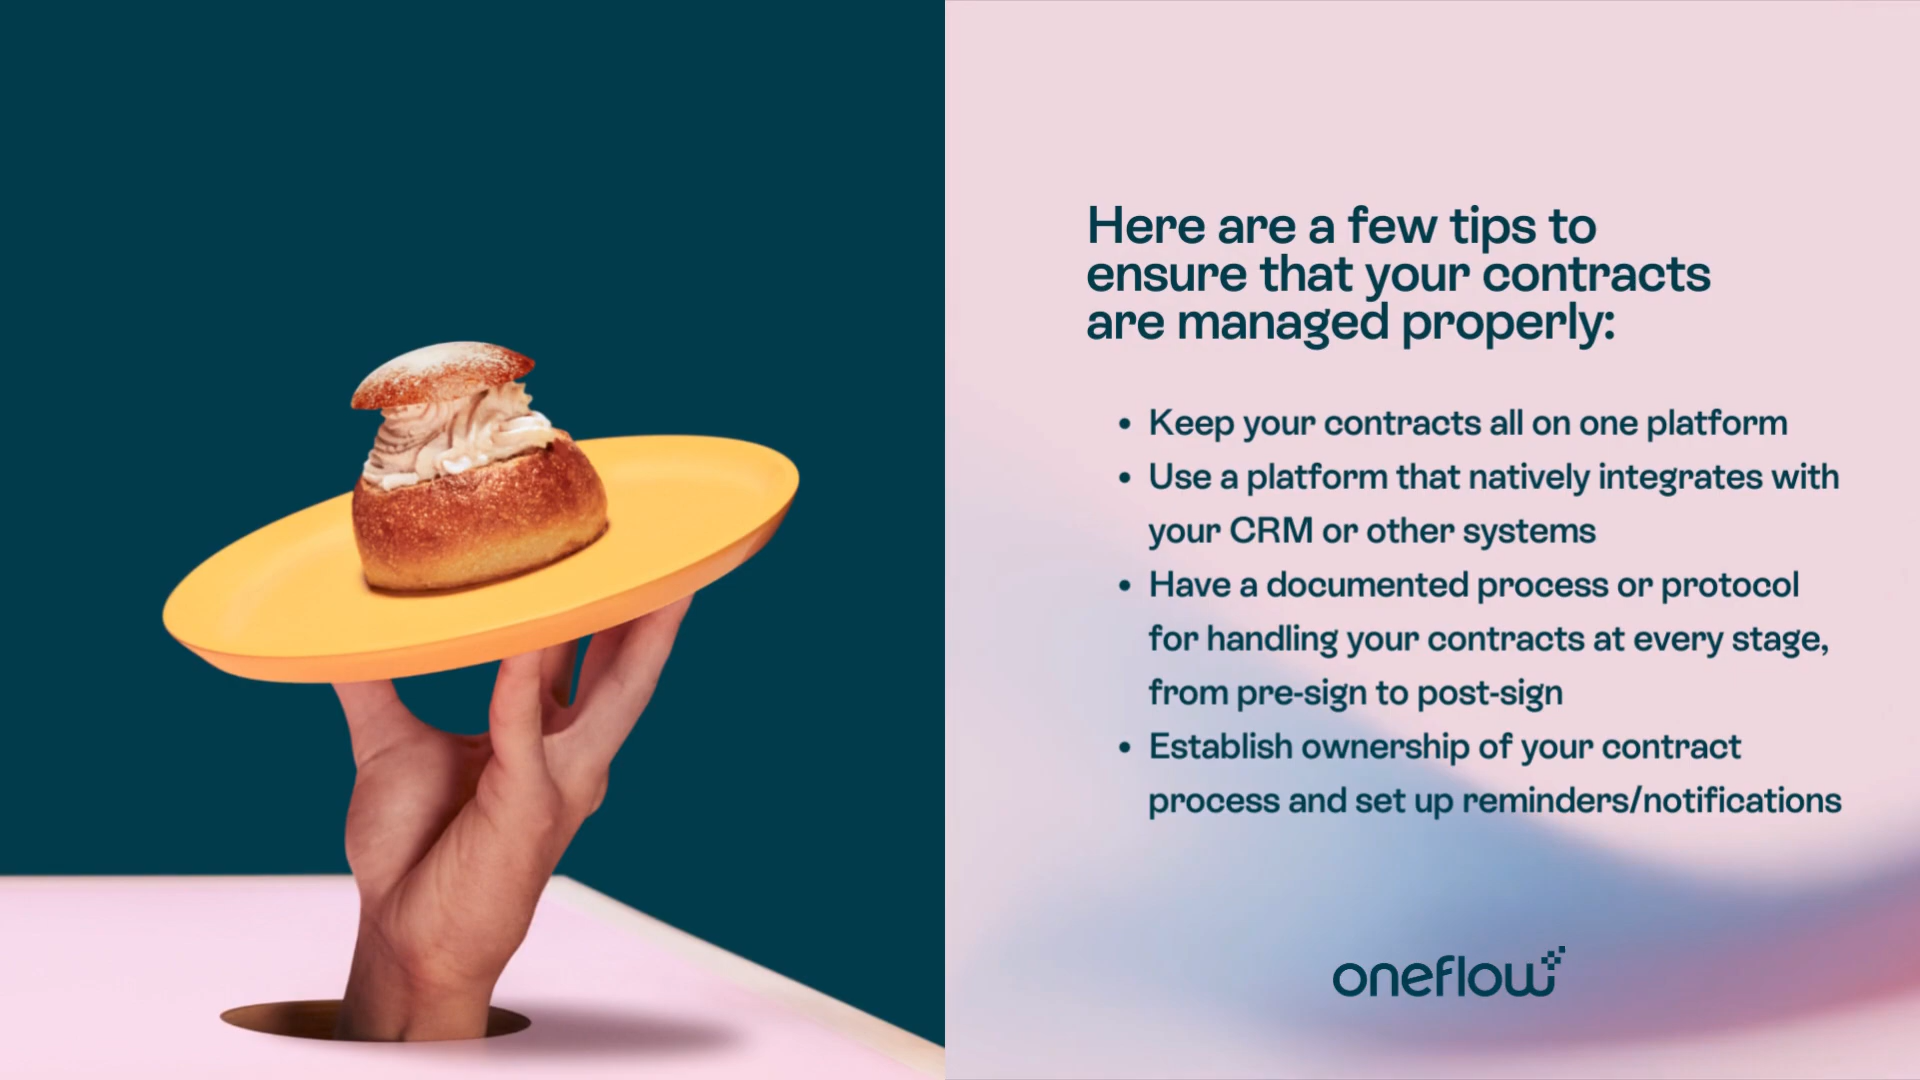 Here are a few tips to
ensure that your contracts
are managed properly:
• Keep your contracts all on one platform
• Use a platform that natively integrates with
your CRM or other systems
• Have a documented process or protocol
for handling your contracts at every stage,
from pre-sign to post-sign
• Establish ownership of your contract
process and set up reminders/notifications
oneflow